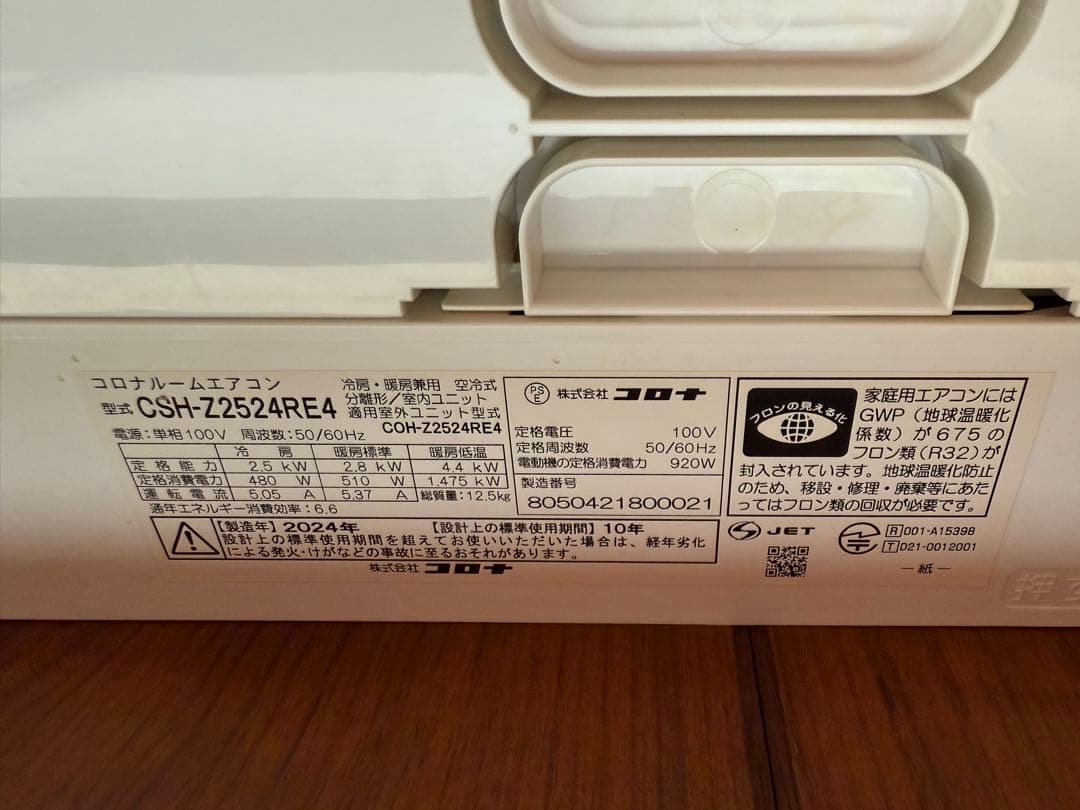 コロナルームエアコン
型式 CSH-Z2524RE4
冷房・暖房兼用 空冷式
分離形／室内ユニット
適用室外ユニット型式
COH-Z2524RE4
電源：単相100V 周波数：50/60Hz
冷房 暖房標準 暖房低温
定格能力 2.5 kW 2.8 kW 4.4 kW
定格消費電力 480 W 510 W 1,475 kW
運転電流 5.05 A 5.37 A 総質量：12.5kg
通年エネルギー消費効率：6.6
PS
E
株式会社 コロナ
定格電圧 100V
定格周波数 50/60Hz
電動機の定格消費電力 920W
製造番号
8050421800021
フロンの見える化
家庭用エアコンには
GWP（地球温暖化
係数）が675の
フロン類（R32）が
封入されています。地球温暖化防止
のため、移設・修理・廃棄等にあた
ってはフロン類の回収が必要です。
【製造年】2024年 【設計上の標準使用期間】10年
設計上の標準使用期間を超えてお使いいただいた場合は、経年劣化
による発火・けがなどの事故に至るおそれがあります。
株式会社 コロナ
JET
R 001-A15398
T D21-0012001
－紙－
押す